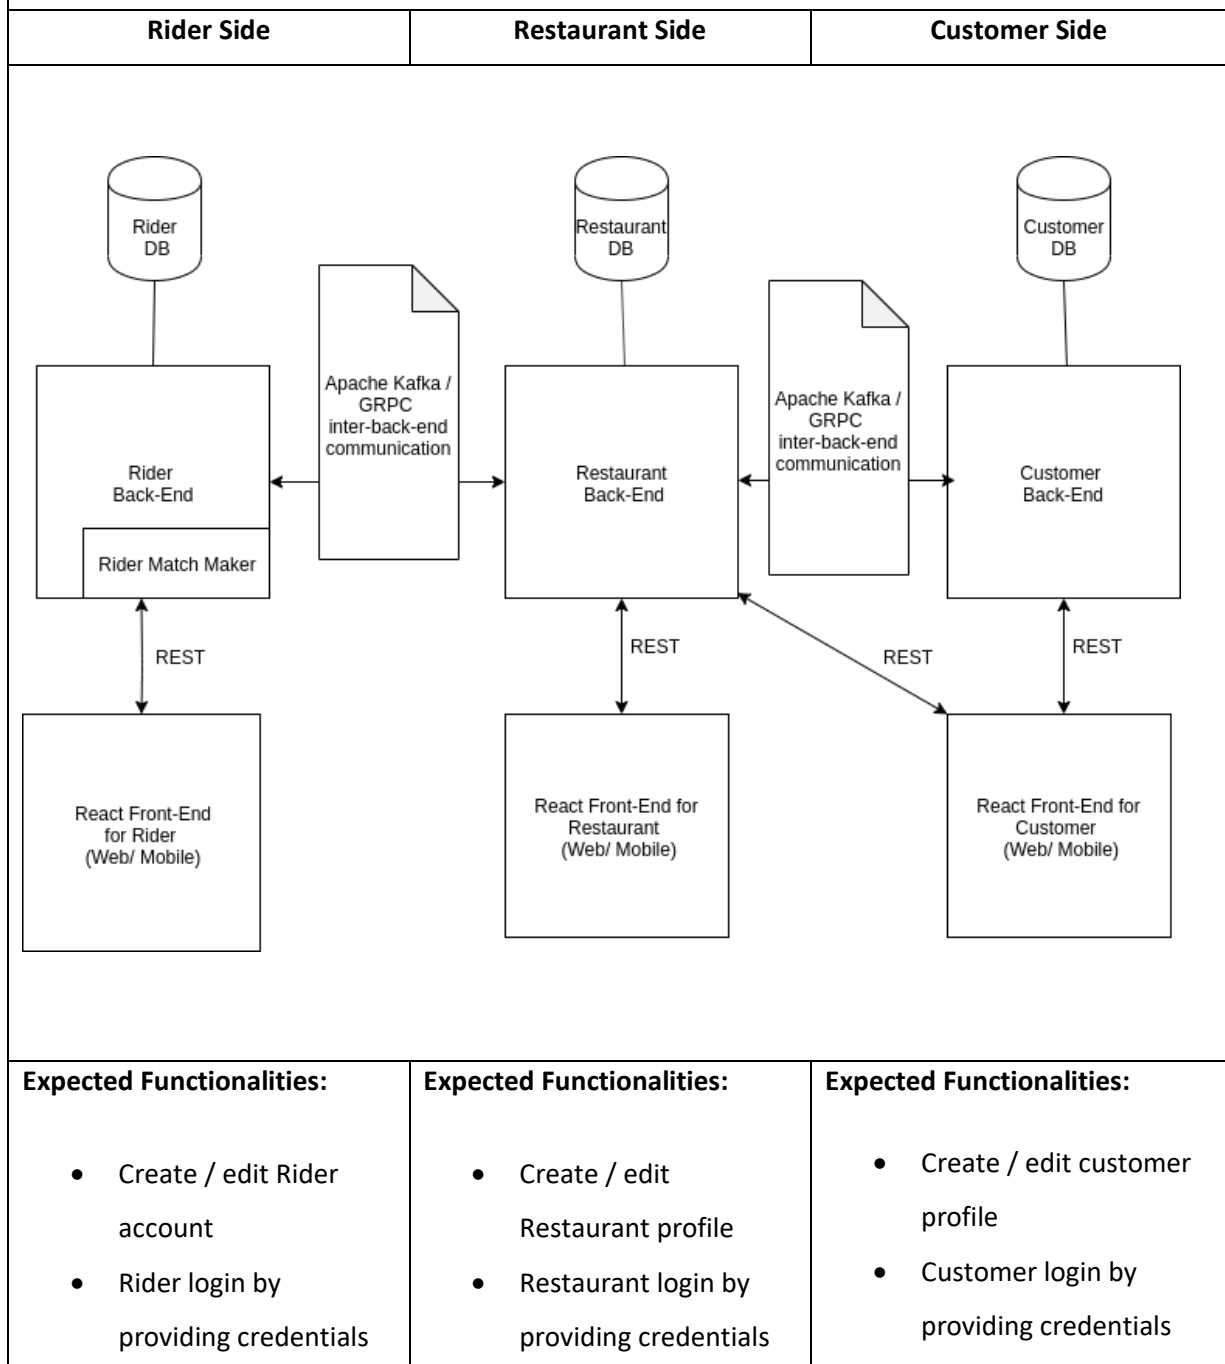 Rider Side
Restaurant Side
Customer Side
Rider
DB
Restaurant
DB
Customer
DB
Apache Kafka /
GRPC
inter-back-end
communication
Apache Kafka /
GRPC
inter-back-end
communication
Rider
Back-End
Rider Match Maker
Restaurant
Back-End
Customer
Back-End
REST
REST
REST
REST
React Front-End
for Rider
(Web/ Mobile)
React Front-End for
Restaurant
(Web/ Mobile)
React Front-End for
Customer
(Web/ Mobile)
Expected Functionalities:
• Create / edit Rider
account
• Rider login by
providing credentials
Expected Functionalities:
• Create / edit
Restaurant profile
• Restaurant login by
providing credentials
Expected Functionalities:
• Create / edit customer
profile
• Customer login by
providing credentials